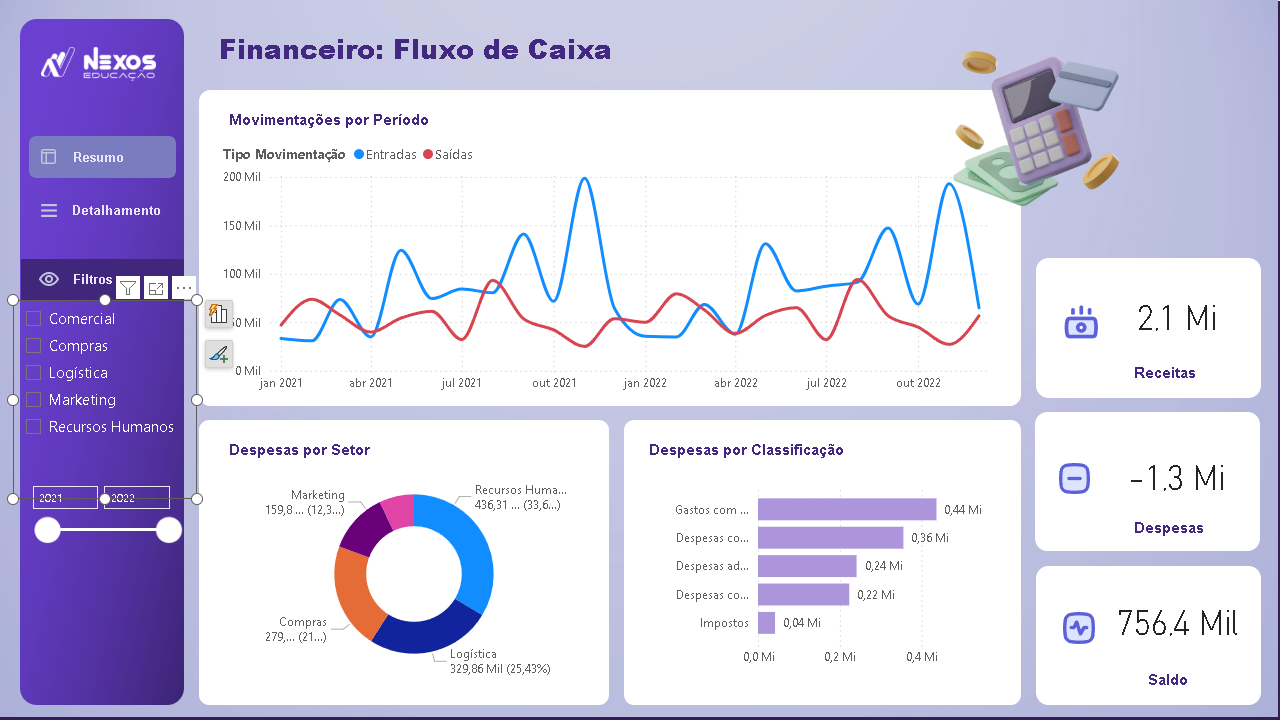 NEXOS
EDUCAÇÃO
Resumo
Detalhamento
Filtros
Comercial
Compras
Logística
Marketing
Recursos Humanos
2021 2022
Financeiro: Fluxo de Caixa
Movimentações por Período
Tipo Movimentação Entradas Saídas
200 Mil
150 Mil
100 Mil
50 Mil
0 Mil
jan 2021 abr 2021 jul 2021 out 2021 jan 2022 abr 2022 jul 2022 out 2022
Despesas por Setor
Marketing
159,8 ... (12,3...)
Recursos Huma...
436,31 ... (33,6...)
Compras
279,... (21...)
Logística
329,86 Mil (25,43%)
Despesas por Classificação
Gastos com ... 0,44 Mi
Despesas co... 0,36 Mi
Despesas ad... 0,24 Mi
Despesas co... 0,22 Mi
Impostos 0,04 Mi
0,0 Mi 0,2 Mi 0,4 Mi
2,1 Mi
Receitas
-1,3 Mi
Despesas
756,4 Mil
Saldo